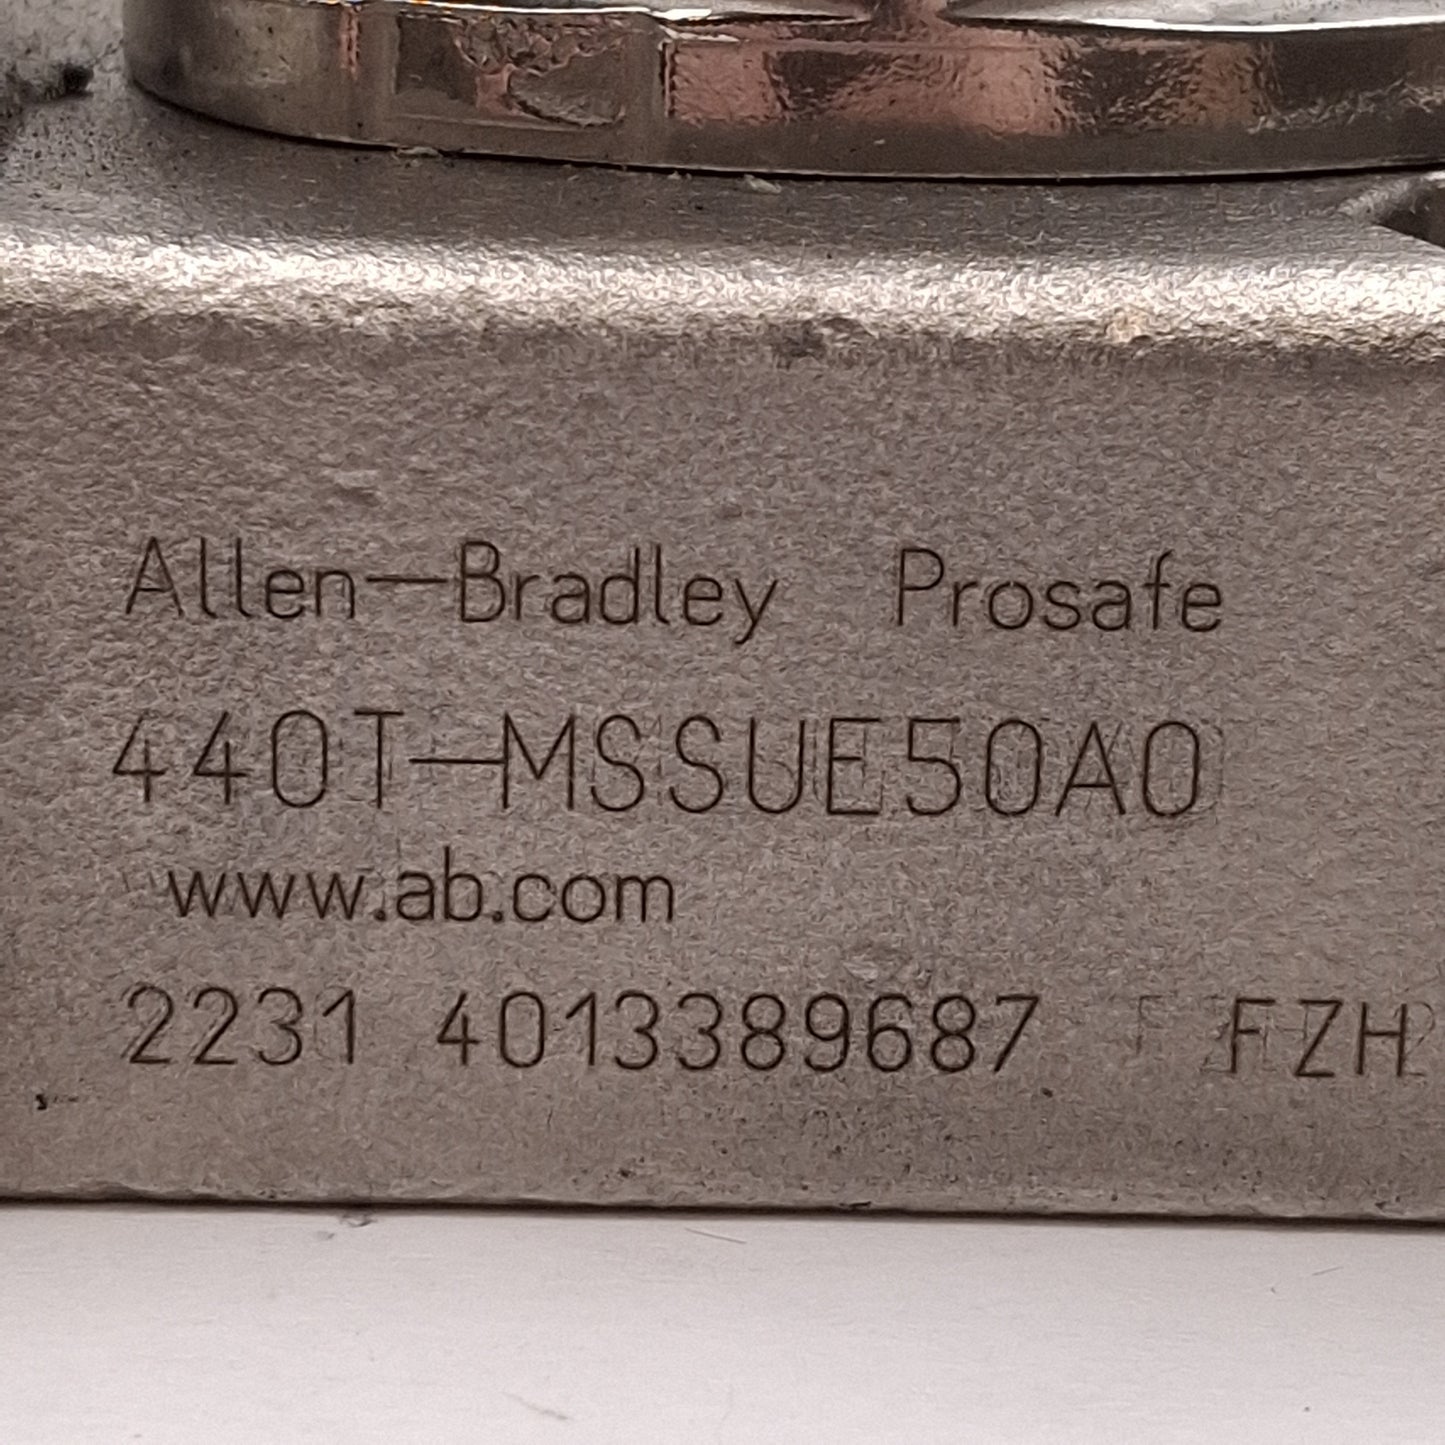 Allen-Bradley Prosafe
440T-MSSUE50A0
www.ab.com
2231 4013389687 FZH